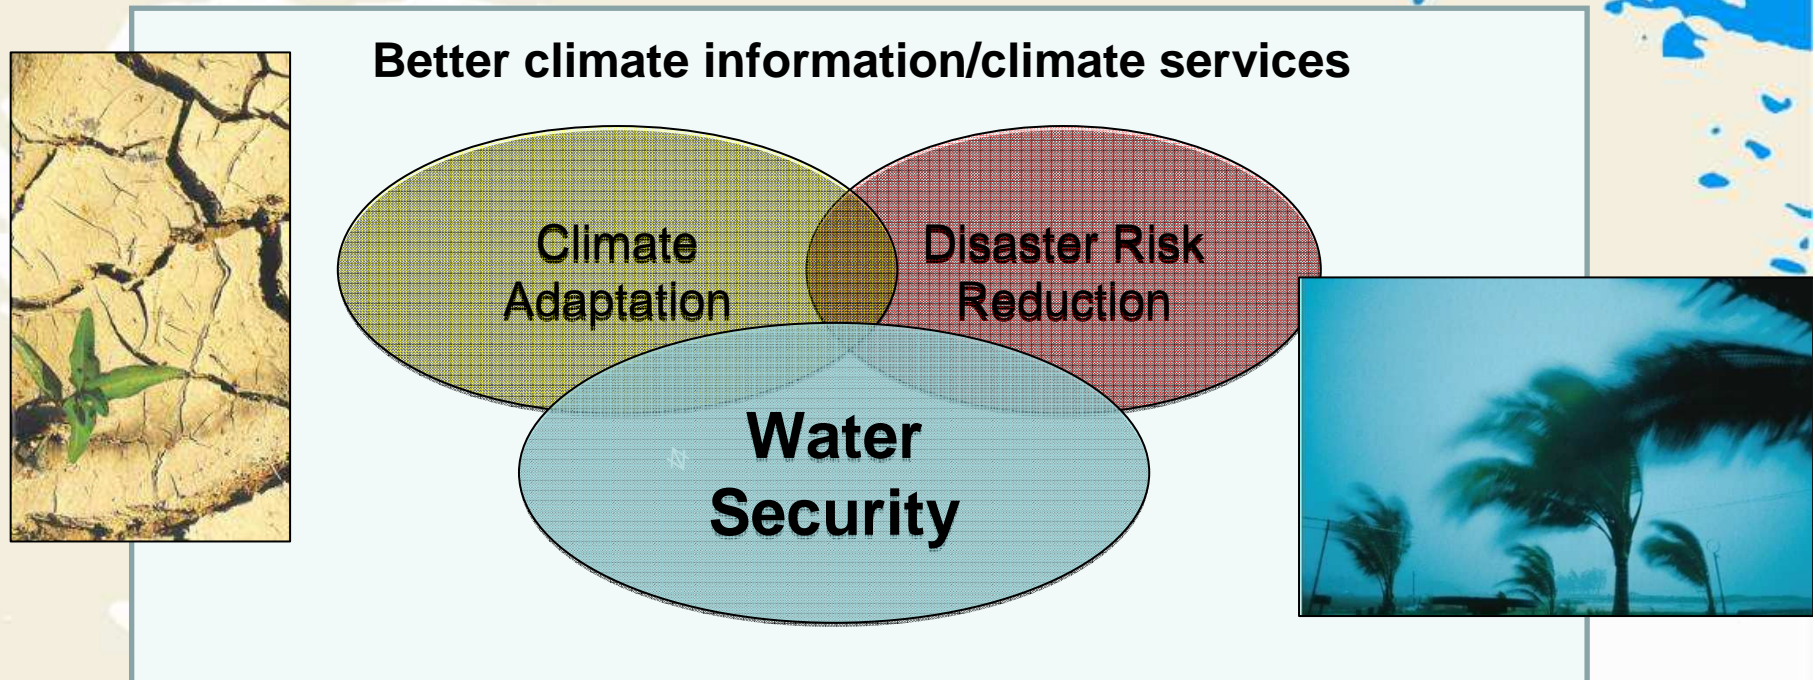 Better climate information/climate services
Climate
Adaptation
Disaster Risk
Reduction
Water
Security